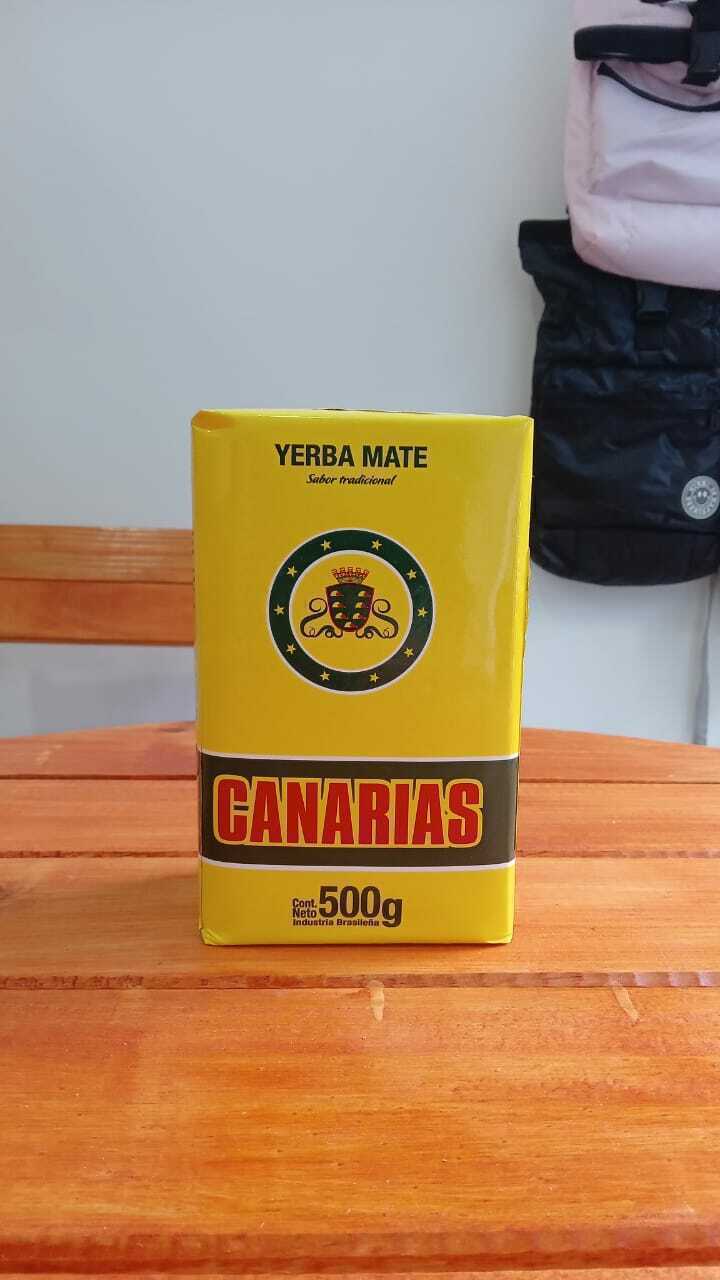 YERBA MATE
Sabor tradicional
CANARIAS
Cont.
Neto 500g
Industria Brasileña